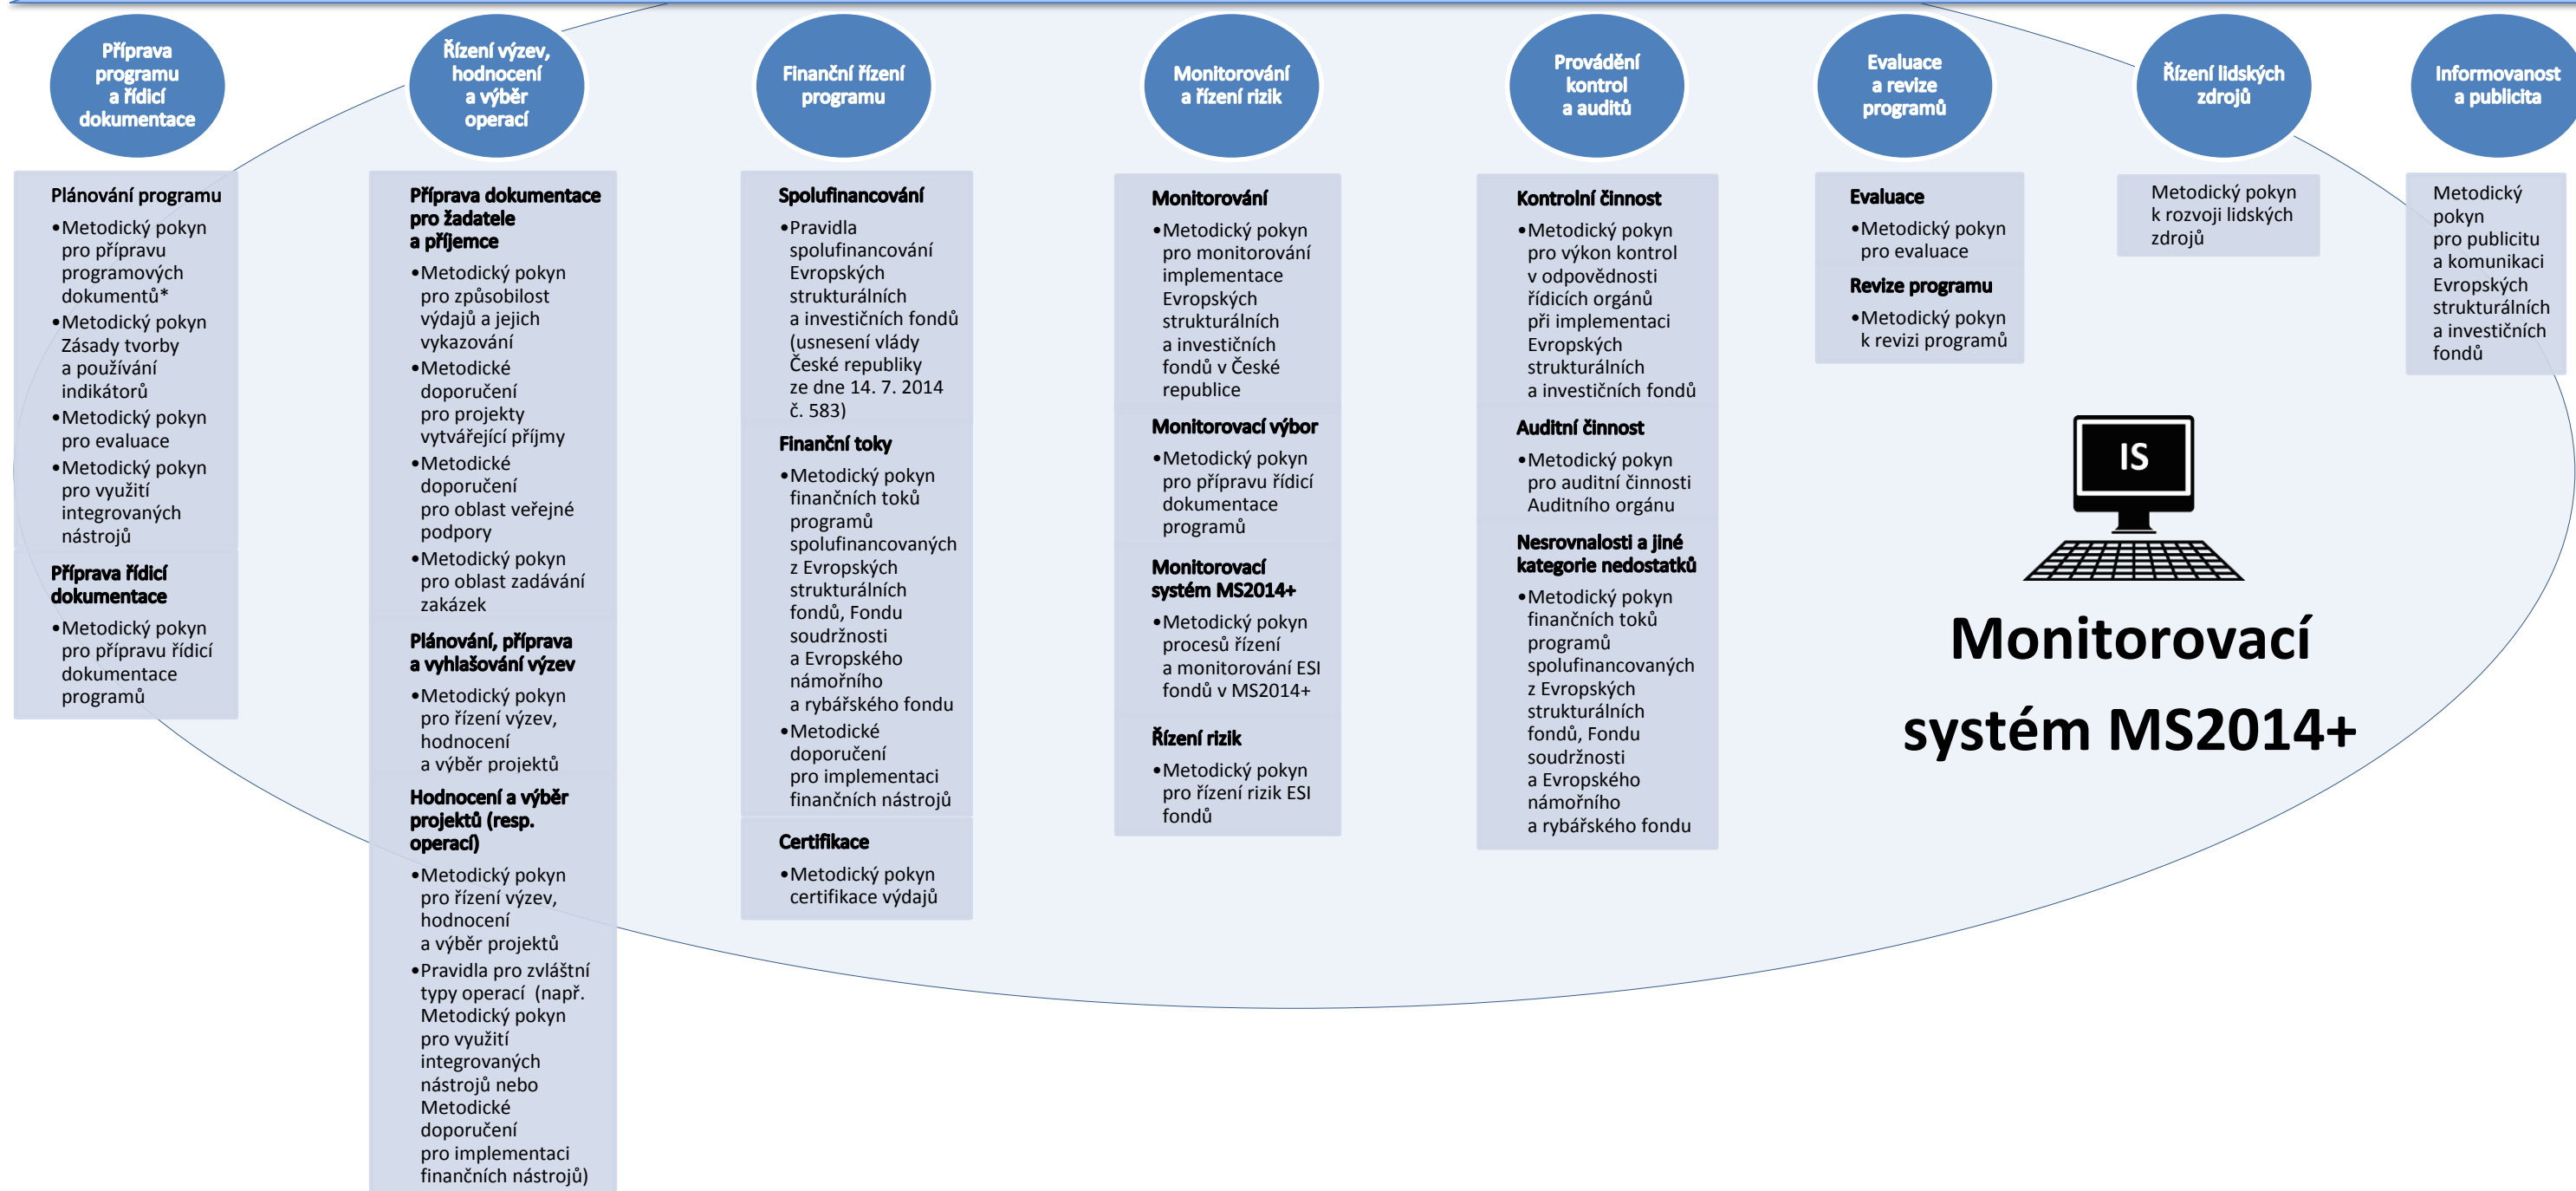 Příprava
programu
a řídicí
dokumentace
Řízení výzev,
hodnocení
a výběr
operací
Finanční řízení
programu
Monitorování
a řízení rizik
Provádění
kontrol
a auditů
Evaluace
a revize
programů
Řízení lidských
zdrojů
Informovanost
a publicita
Plánování programu
•Metodický pokyn
pro přípravu
programových
dokumentů*
•Metodický pokyn
Zásady tvorby
a používání
indikátorů
•Metodický pokyn
pro evaluace
•Metodický pokyn
pro využití
integrovaných
nástrojů
Příprava řídicí
dokumentace
•Metodický pokyn
pro přípravu řídicí
dokumentace
programů
Příprava dokumentace
pro žadatele
a příjemce
•Metodický pokyn
pro způsobilost
výdajů a jejich
vykazování
•Metodické
doporučení
pro projekty
vytvářející příjmy
•Metodické
doporučení
pro oblast veřejné
podpory
•Metodický pokyn
pro oblast zadávání
zakázek
Plánování, příprava
a vyhlašování výzev
•Metodický pokyn
pro řízení výzev,
hodnocení
a výběr projektů
Hodnocení a výběr
projektů (resp.
operací)
•Metodický pokyn
pro řízení výzev,
hodnocení
a výběr projektů
•Pravidla pro zvláštní
typy operací (např.
Metodický pokyn
pro využití
integrovaných
nástrojů nebo
Metodické
doporučení
pro implementaci
finančních nástrojů)
Spolufinancování
•Pravidla
spolufinancování
Evropských
strukturálních
a investičních fondů
(usnesení vlády
České republiky
ze dne 14. 7. 2014
č. 583)
Finanční toky
•Metodický pokyn
finančních toků
programů
spolufinancovaných
z Evropských
strukturálních
fondů, Fondu
soudržnosti
a Evropského
námořního
a rybářského fondu
•Metodické
doporučení
pro implementaci
finančních nástrojů
Certifikace
•Metodický pokyn
certifikace výdajů
Monitorování
•Metodický pokyn
pro monitorování
implementace
Evropských
strukturálních
a investičních
fondů v České
republice
Monitorovací výbor
•Metodický pokyn
pro přípravu řídicí
dokumentace
programů
Monitorovací
systém MS2014+
•Metodický pokyn
procesů řízení
a monitorování ESI
fondů v MS2014+
Řízení rizik
•Metodický pokyn
pro řízení rizik ESI
fondů
Kontrolní činnost
•Metodický pokyn
pro výkon kontrol
v odpovědnosti
řídicích orgánů
při implementaci
Evropských
strukturálních
a investičních fondů
Auditní činnost
•Metodický pokyn
pro auditní činnosti
Auditního orgánu
Nesrovnalosti a jiné
kategorie nedostatků
•Metodický pokyn
finančních toků
programů
spolufinancovaných
z Evropských
strukturálních
fondů, Fondu
soudržnosti
a Evropského
námořního
a rybářského fondu
Evaluace
•Metodický pokyn
pro evaluace
Revize programu
•Metodický pokyn
k revizi programů
Metodický pokyn
k rozvoji lidských
zdrojů
Metodický
pokyn
pro publicitu
a komunikaci
Evropských
strukturálních
a investičních
fondů
IS
Monitorovací
systém MS2014+